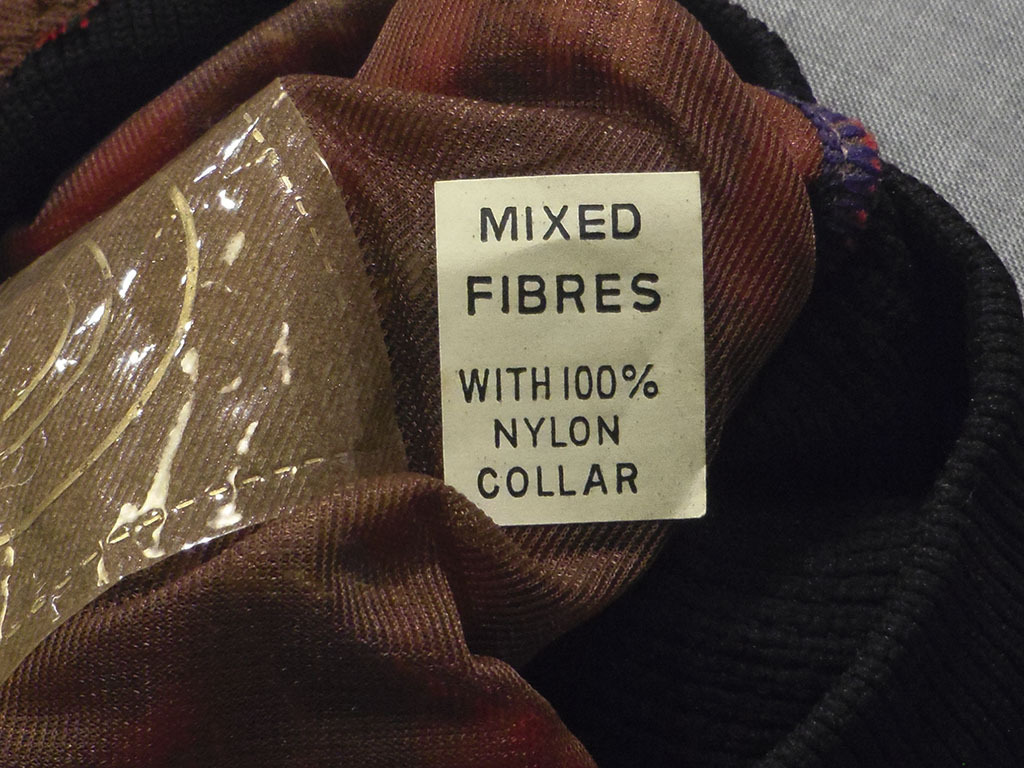 MIXED
FIBRES
WITH 100%
NYLON
COLLAR